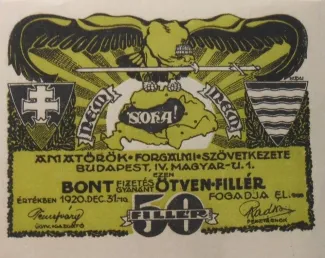 NEM! NEM!
SOHA!
AMATŐRÖK • FORGALMI • SZÖVETKEZETE
BUDAPEST, IV. MAGYAR-U. 1.
EZEN
BONT FIZETÉS GYANÁNT ÖTVEN-FILLÉR
ÉRTÉKBEN 1920. DEC. 31-IG. FOGADJA EL:
50
FILLÉR